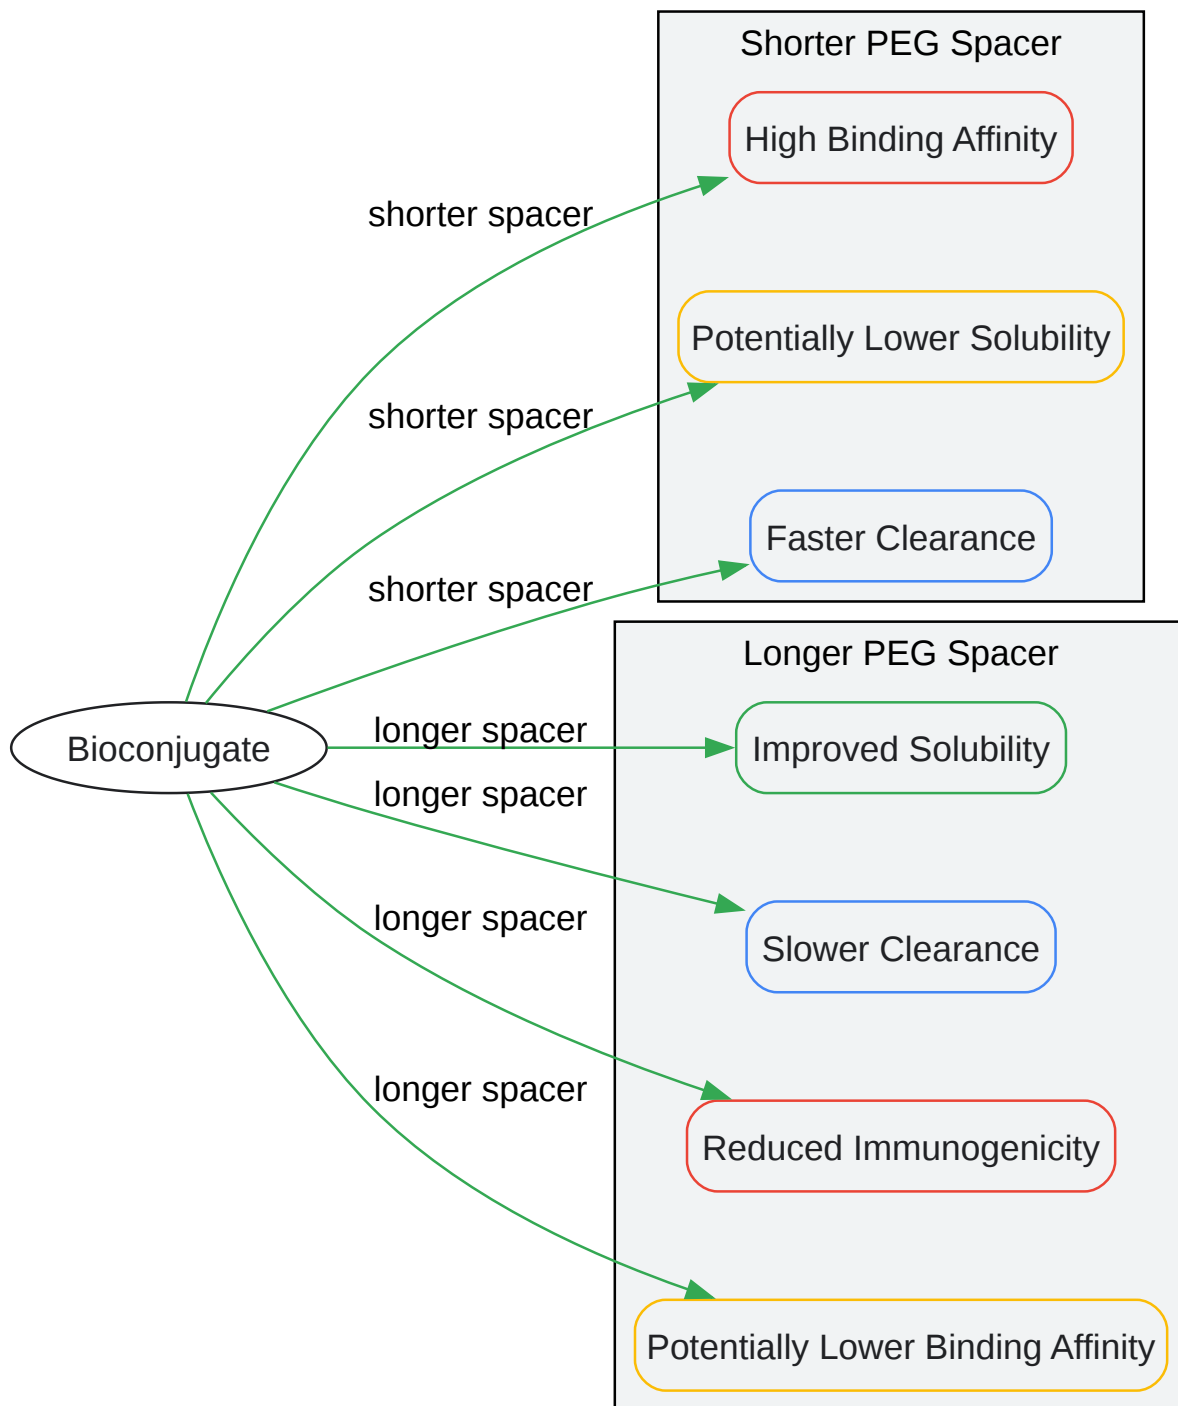 Shorter PEG Spacer
High Binding Affinity
shorter spacer
Potentially Lower Solubility
shorter spacer
Faster Clearance
shorter spacer
Longer PEG Spacer
Bioconjugate
longer spacer
Improved Solubility
longer spacer
Slower Clearance
longer spacer
Reduced Immunogenicity
longer spacer
Potentially Lower Binding Affinity